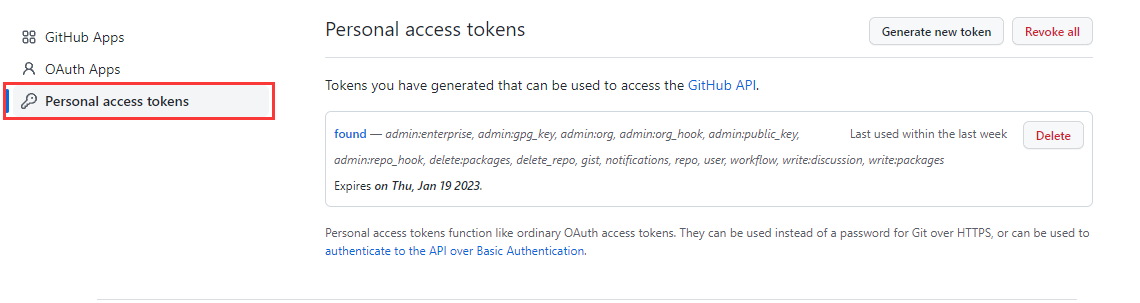 GitHub Apps
OAuth Apps
Personal access tokens
Personal access tokens
Generate new token
Revoke all
Tokens you have generated that can be used to access the GitHub API.
found — admin:enterprise, admin:gpg_key, admin:org, admin:org_hook, admin:public_key,
Last used within the last week
Delete
admin:repo_hook, delete:packages, delete_repo, gist, notifications, repo, user, workflow, write:discussion, write:packages
Expires on Thu, Jan 19 2023.
Personal access tokens function like ordinary OAuth access tokens. They can be used instead of a password for Git over HTTPS, or can be used to
authenticate to the API over Basic Authentication.